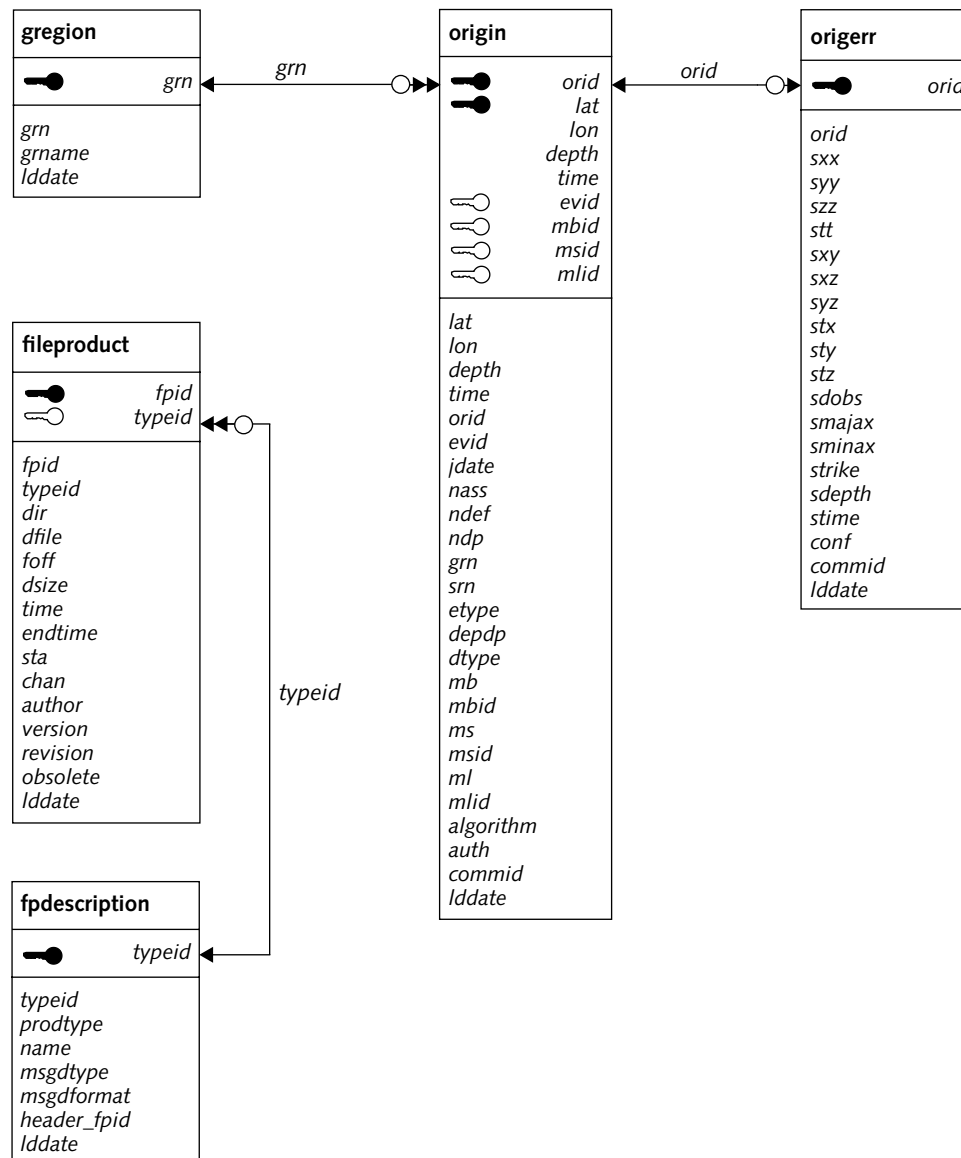 gregion
grn
grn
grname
lddate
grn
origin
orid
lat
lon
depth
time
evid
mbid
msid
mlid
lat
lon
depth
time
orid
evid
jdate
nass
ndef
ndp
grn
srn
etype
depdp
dtype
mb
mbid
ms
msid
ml
mlid
algorithm
auth
commid
lddate
orid
origerr
orid
orid
sxx
syy
szz
stt
sxy
sxz
syz
stx
sty
stz
sdobs
smajax
sminax
strike
sdepth
stime
conf
commid
lddate
fileproduct
fpid
typeid
fpid
typeid
dir
dfile
foff
dsize
time
endtime
sta
chan
author
version
revision
obsolete
lddate
typeid
fpdescription
typeid
typeid
prodtype
name
msgdtype
msgdformat
header_fpid
lddate